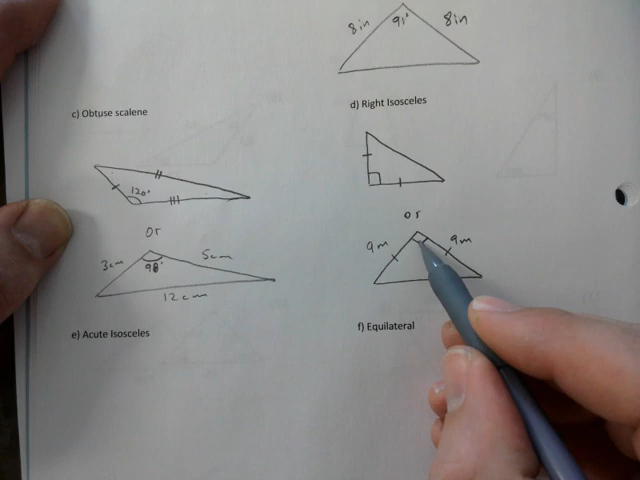 8in 91° 8in
c) Obtuse scalene
d) Right Isosceles
120°
or
or
3cm 98° 5cm
12cm
9m 9m
e) Acute Isosceles
f) Equilateral